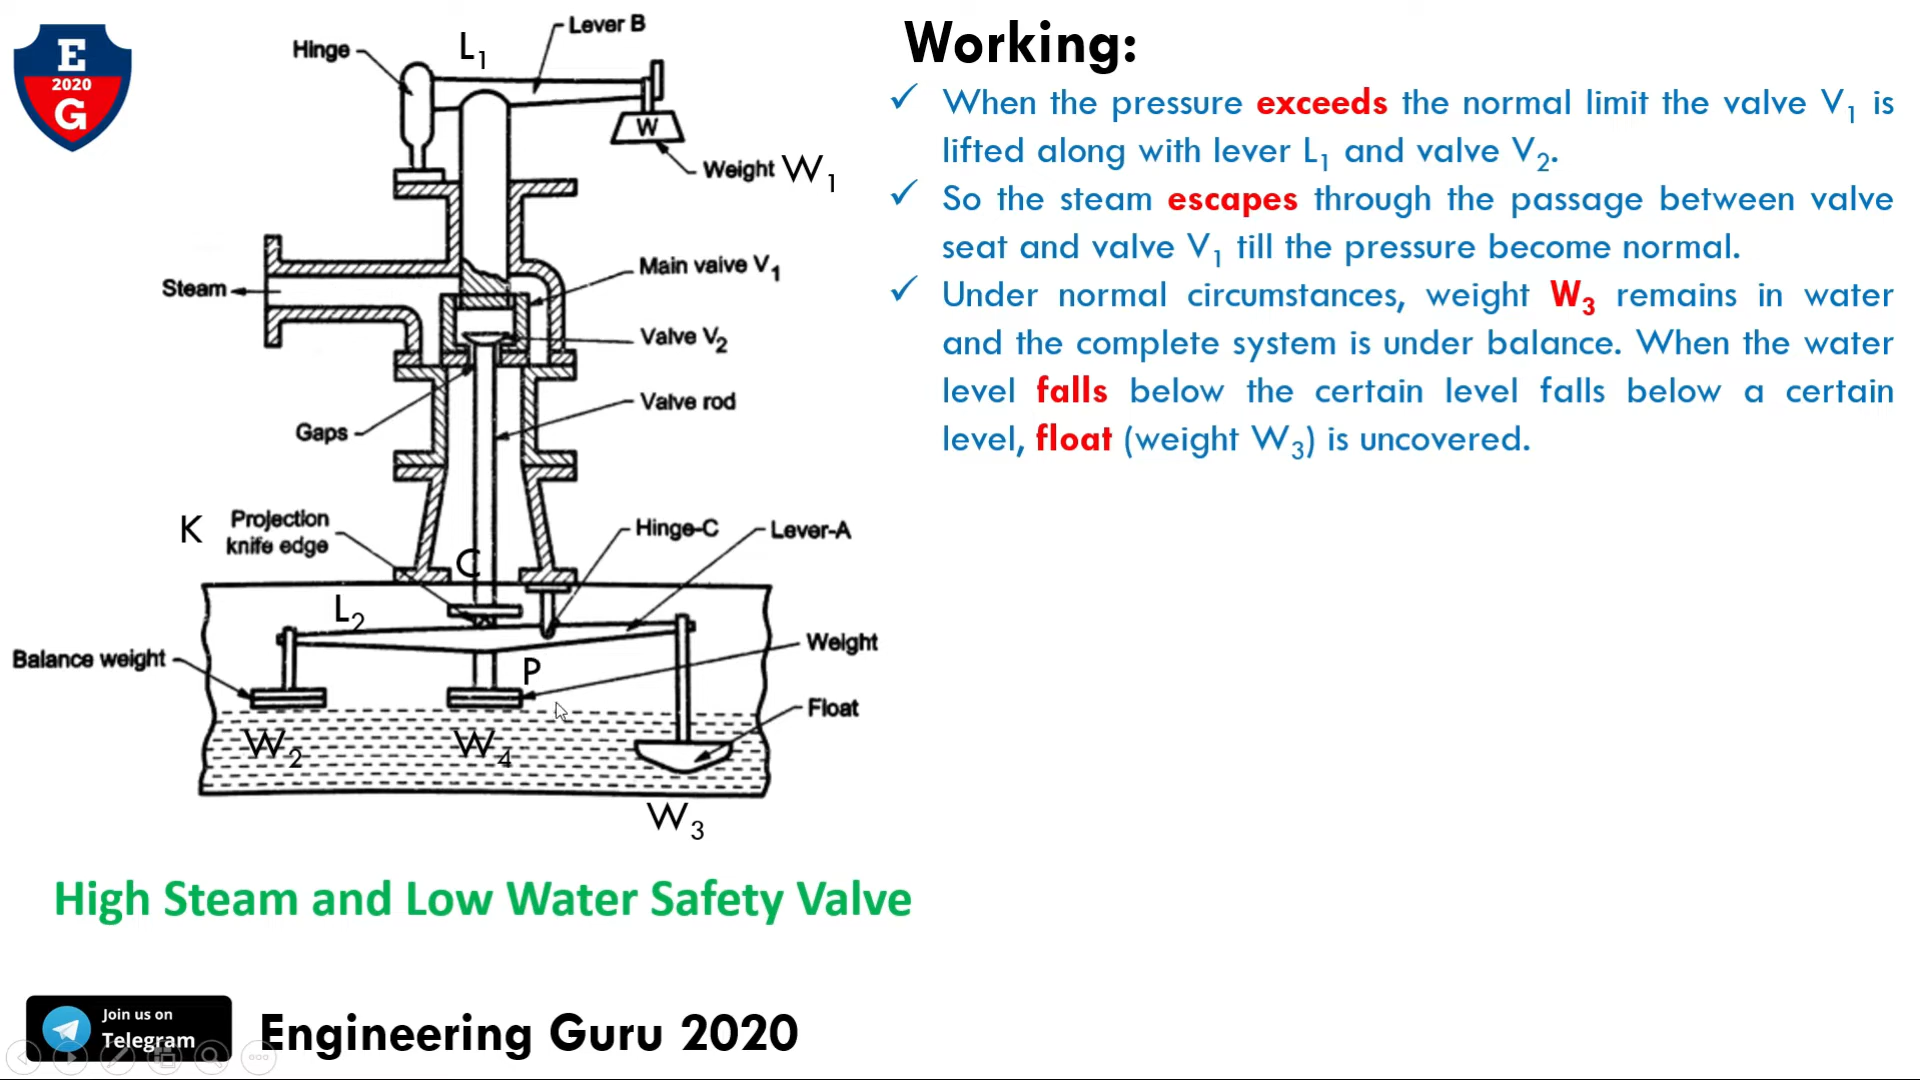 E
2020
G
Hinge
L1
Lever B
W
Weight W1
Steam
Main valve V1
Valve V2
Valve rod
Gaps
K Projection
knife edge
C
Hinge-C
Lever-A
L2
Balance weight
P
Weight
Float
W2
W4
W3
High Steam and Low Water Safety Valve
Working:
✓ When the pressure exceeds the normal limit the valve V1 is
lifted along with lever L1 and valve V2.
✓ So the steam escapes through the passage between valve
seat and valve V1 till the pressure become normal.
✓ Under normal circumstances, weight W3 remains in water
and the complete system is under balance. When the water
level falls below the certain level falls below a certain
level, float (weight W3) is uncovered.
Join us on
Telegram
Engineering Guru 2020